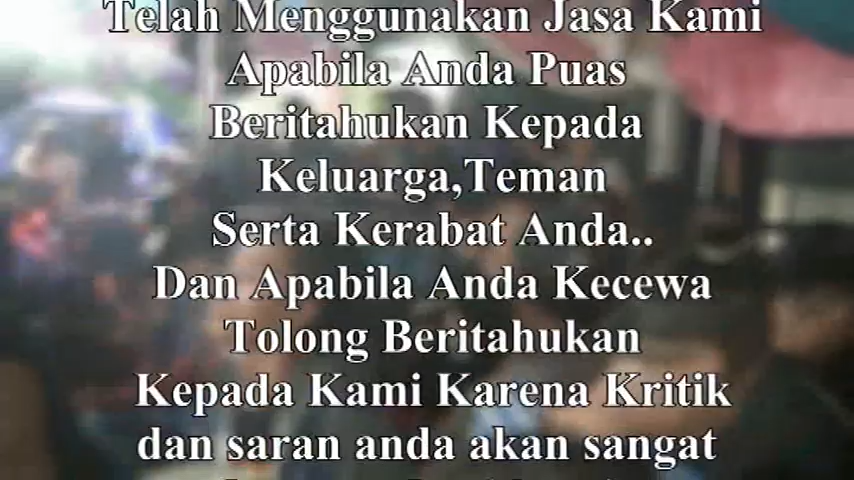 Telah Menggunakan Jasa Kami
Apabila Anda Puas
Beritahukan Kepada
Keluarga,Teman
Serta Kerabat Anda..
Dan Apabila Anda Kecewa
Tolong Beritahukan
Kepada Kami Karena Kritik
dan saran anda akan sangat